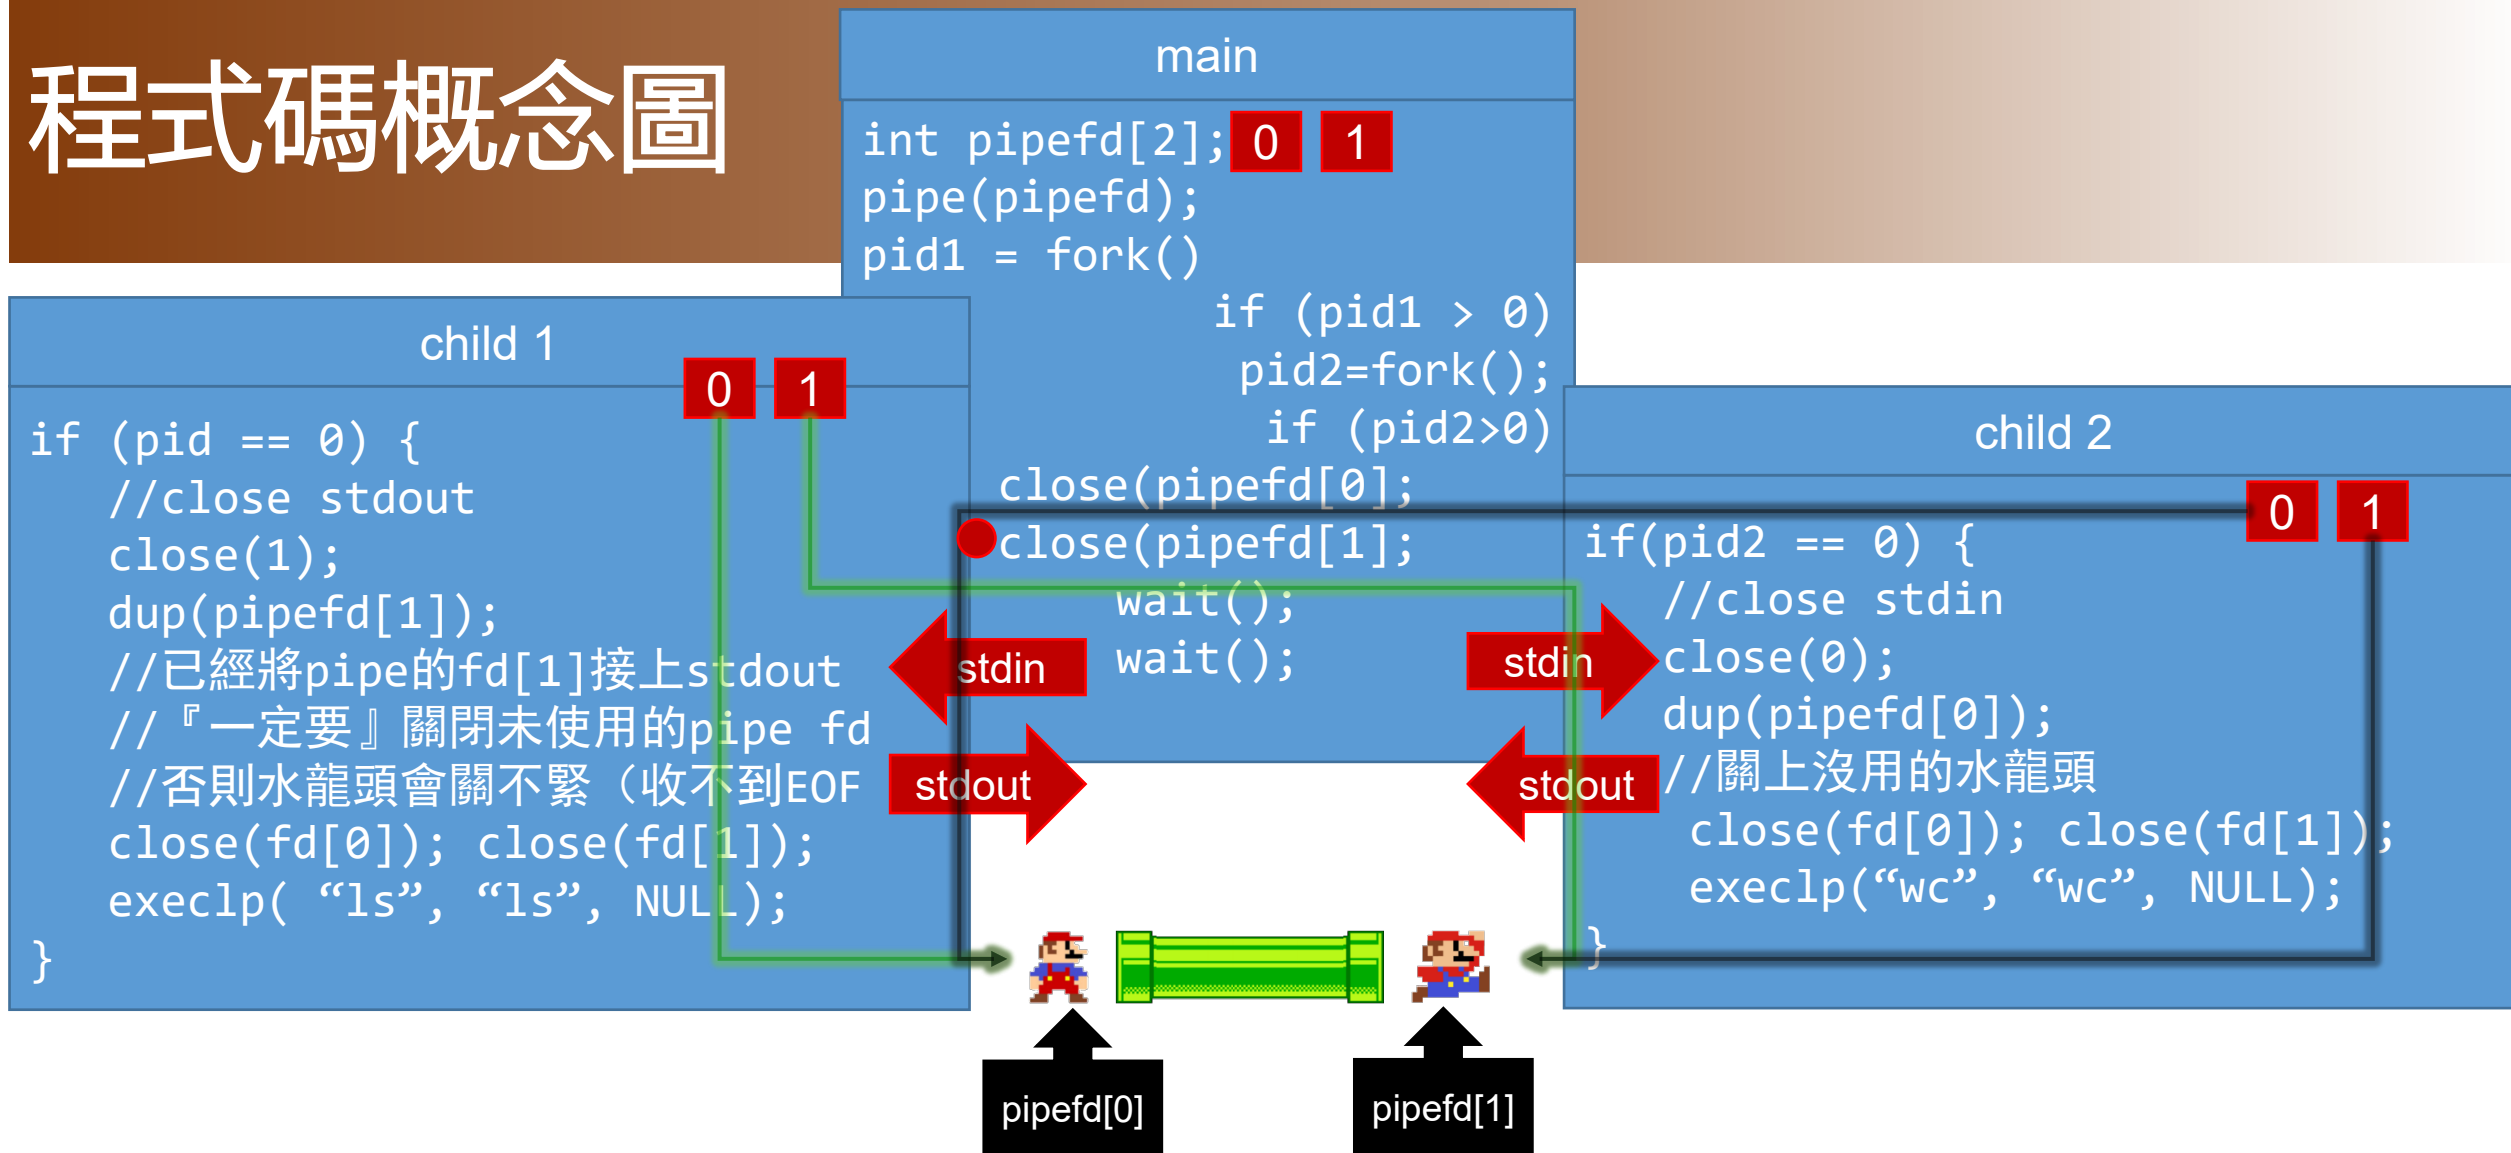 程式碼概念圖
main
int pipefd[2];
0 1
pipe(pipefd);
pid1 = fork()
if (pid1 > 0)
pid2=fork();
if (pid2>0)
close(pipefd[0];
close(pipefd[1];
wait();
wait();
child 1
0 1
if (pid == 0) {
//close stdout
close(1);
dup(pipefd[1]);
//已經將pipe的fd[1]接上stdout
//『一定要』關閉未使用的pipe fd
//否則水龍頭會關不緊（收不到EOF
close(fd[0]); close(fd[1]);
execlp( “ls”, “ls”, NULL);
}
stdin
stdout
child 2
0 1
if(pid2 == 0) {
//close stdin
close(0);
dup(pipefd[0]);
//關上沒用的水龍頭
close(fd[0]); close(fd[1]);
execlp(“wc”, “wc”, NULL);
}
stdin
stdout
pipefd[0]
pipefd[1]